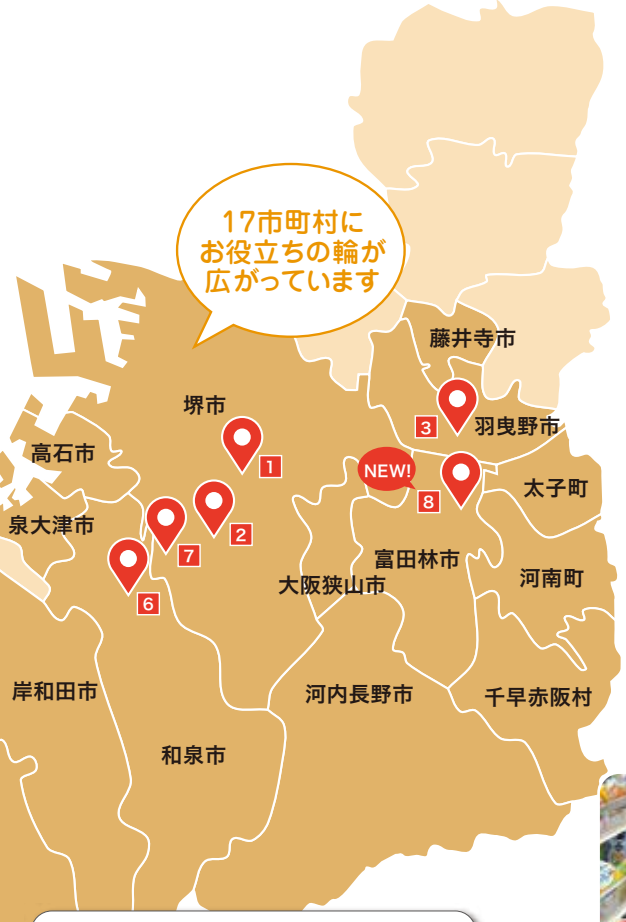 17市町村に
お役立ちの輪が
広がっています
藤井寺市
堺市
3
羽曳野市
高石市
1
NEW!
太子町
8
泉大津市
2
7
富田林市
河南町
大阪狭山市
6
岸和田市
河内長野市
千早赤阪村
和泉市